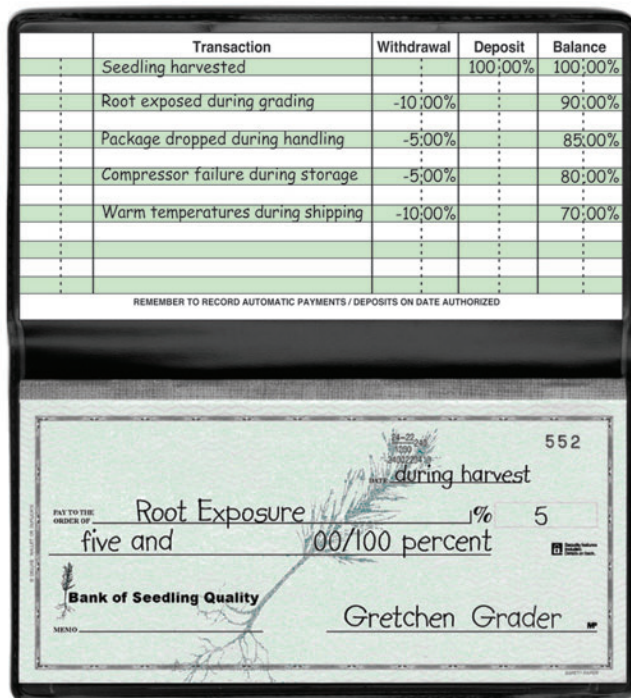 Transaction Withdrawal Deposit Balance
Seedling harvested 100.00% 100.00%
Root exposed during grading -10.00% 90.00%
Package dropped during handling -5.00% 85.00%
Compressor failure during storage -5.00% 80.00%
Warm temperatures during shipping -10.00% 70.00%
REMEMBER TO RECORD AUTOMATIC PAYMENTS / DEPOSITS ON DATE AUTHORIZED
552
DATE during harvest
PAY TO THE
ORDER OF Root Exposure % 5
five and 00/100 percent
Bank of Seedling Quality
MEMO Gretchen Grader MP